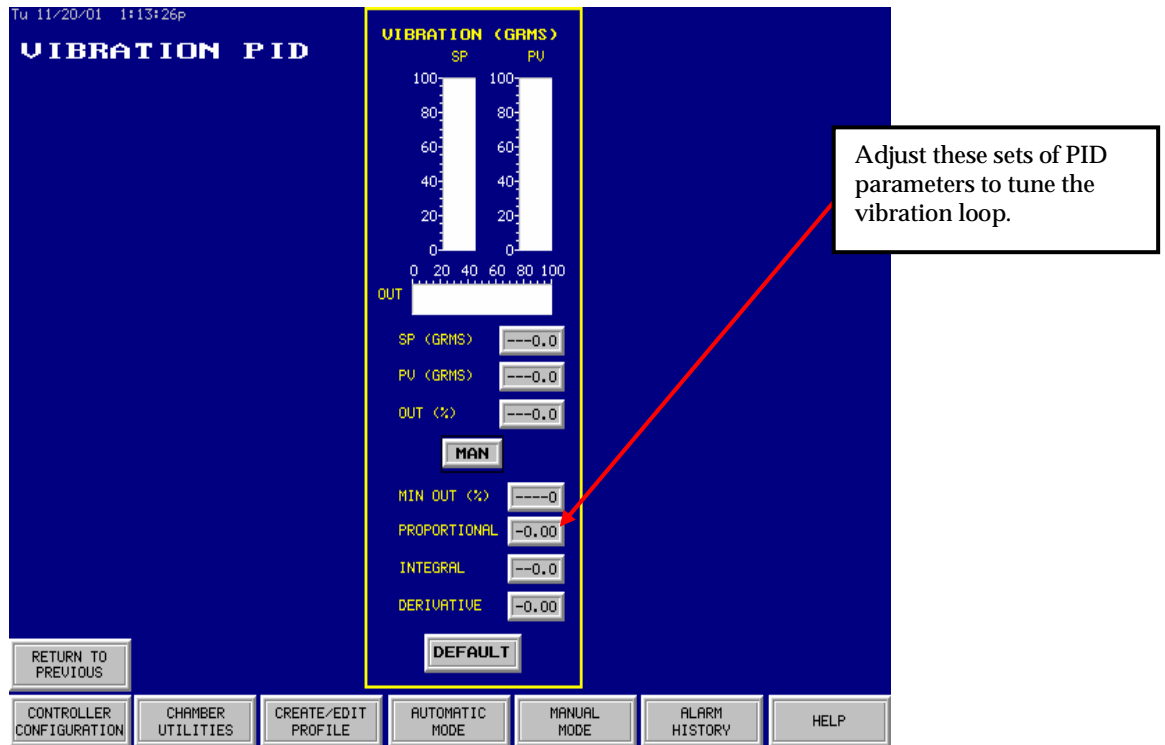 Tu 11/20/01 1:13:26p
VIBRATION PID
VIBRATION (GRMS)
SP PV
100 100
80 80
60 60
40 40
20 20
0 0
0 20 40 60 80 100
OUT
SP (GRMS) ---0.0
PV (GRMS) ---0.0
OUT (%) ---0.0
MAN
MIN OUT (%) ----0
PROPORTIONAL -0.00
INTEGRAL --0.0
DERIVATIVE -0.00
DEFAULT
Adjust these sets of PID
parameters to tune the
vibration loop.
RETURN TO
PREVIOUS
CONTROLLER
CONFIGURATION
CHAMBER
UTILITIES
CREATE/EDIT
PROFILE
AUTOMATIC
MODE
MANUAL
MODE
ALARM
HISTORY
HELP